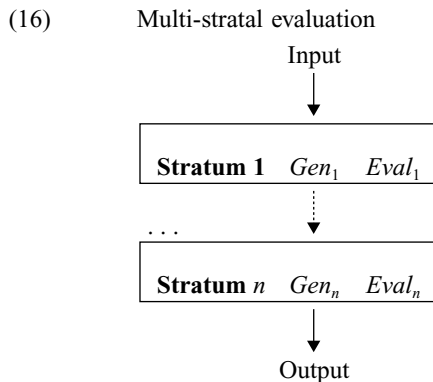 (16) Multi-stratal evaluation
Input
Stratum 1 Gen₁ Eval₁
. . .
Stratum n Genₙ Evalₙ
Output